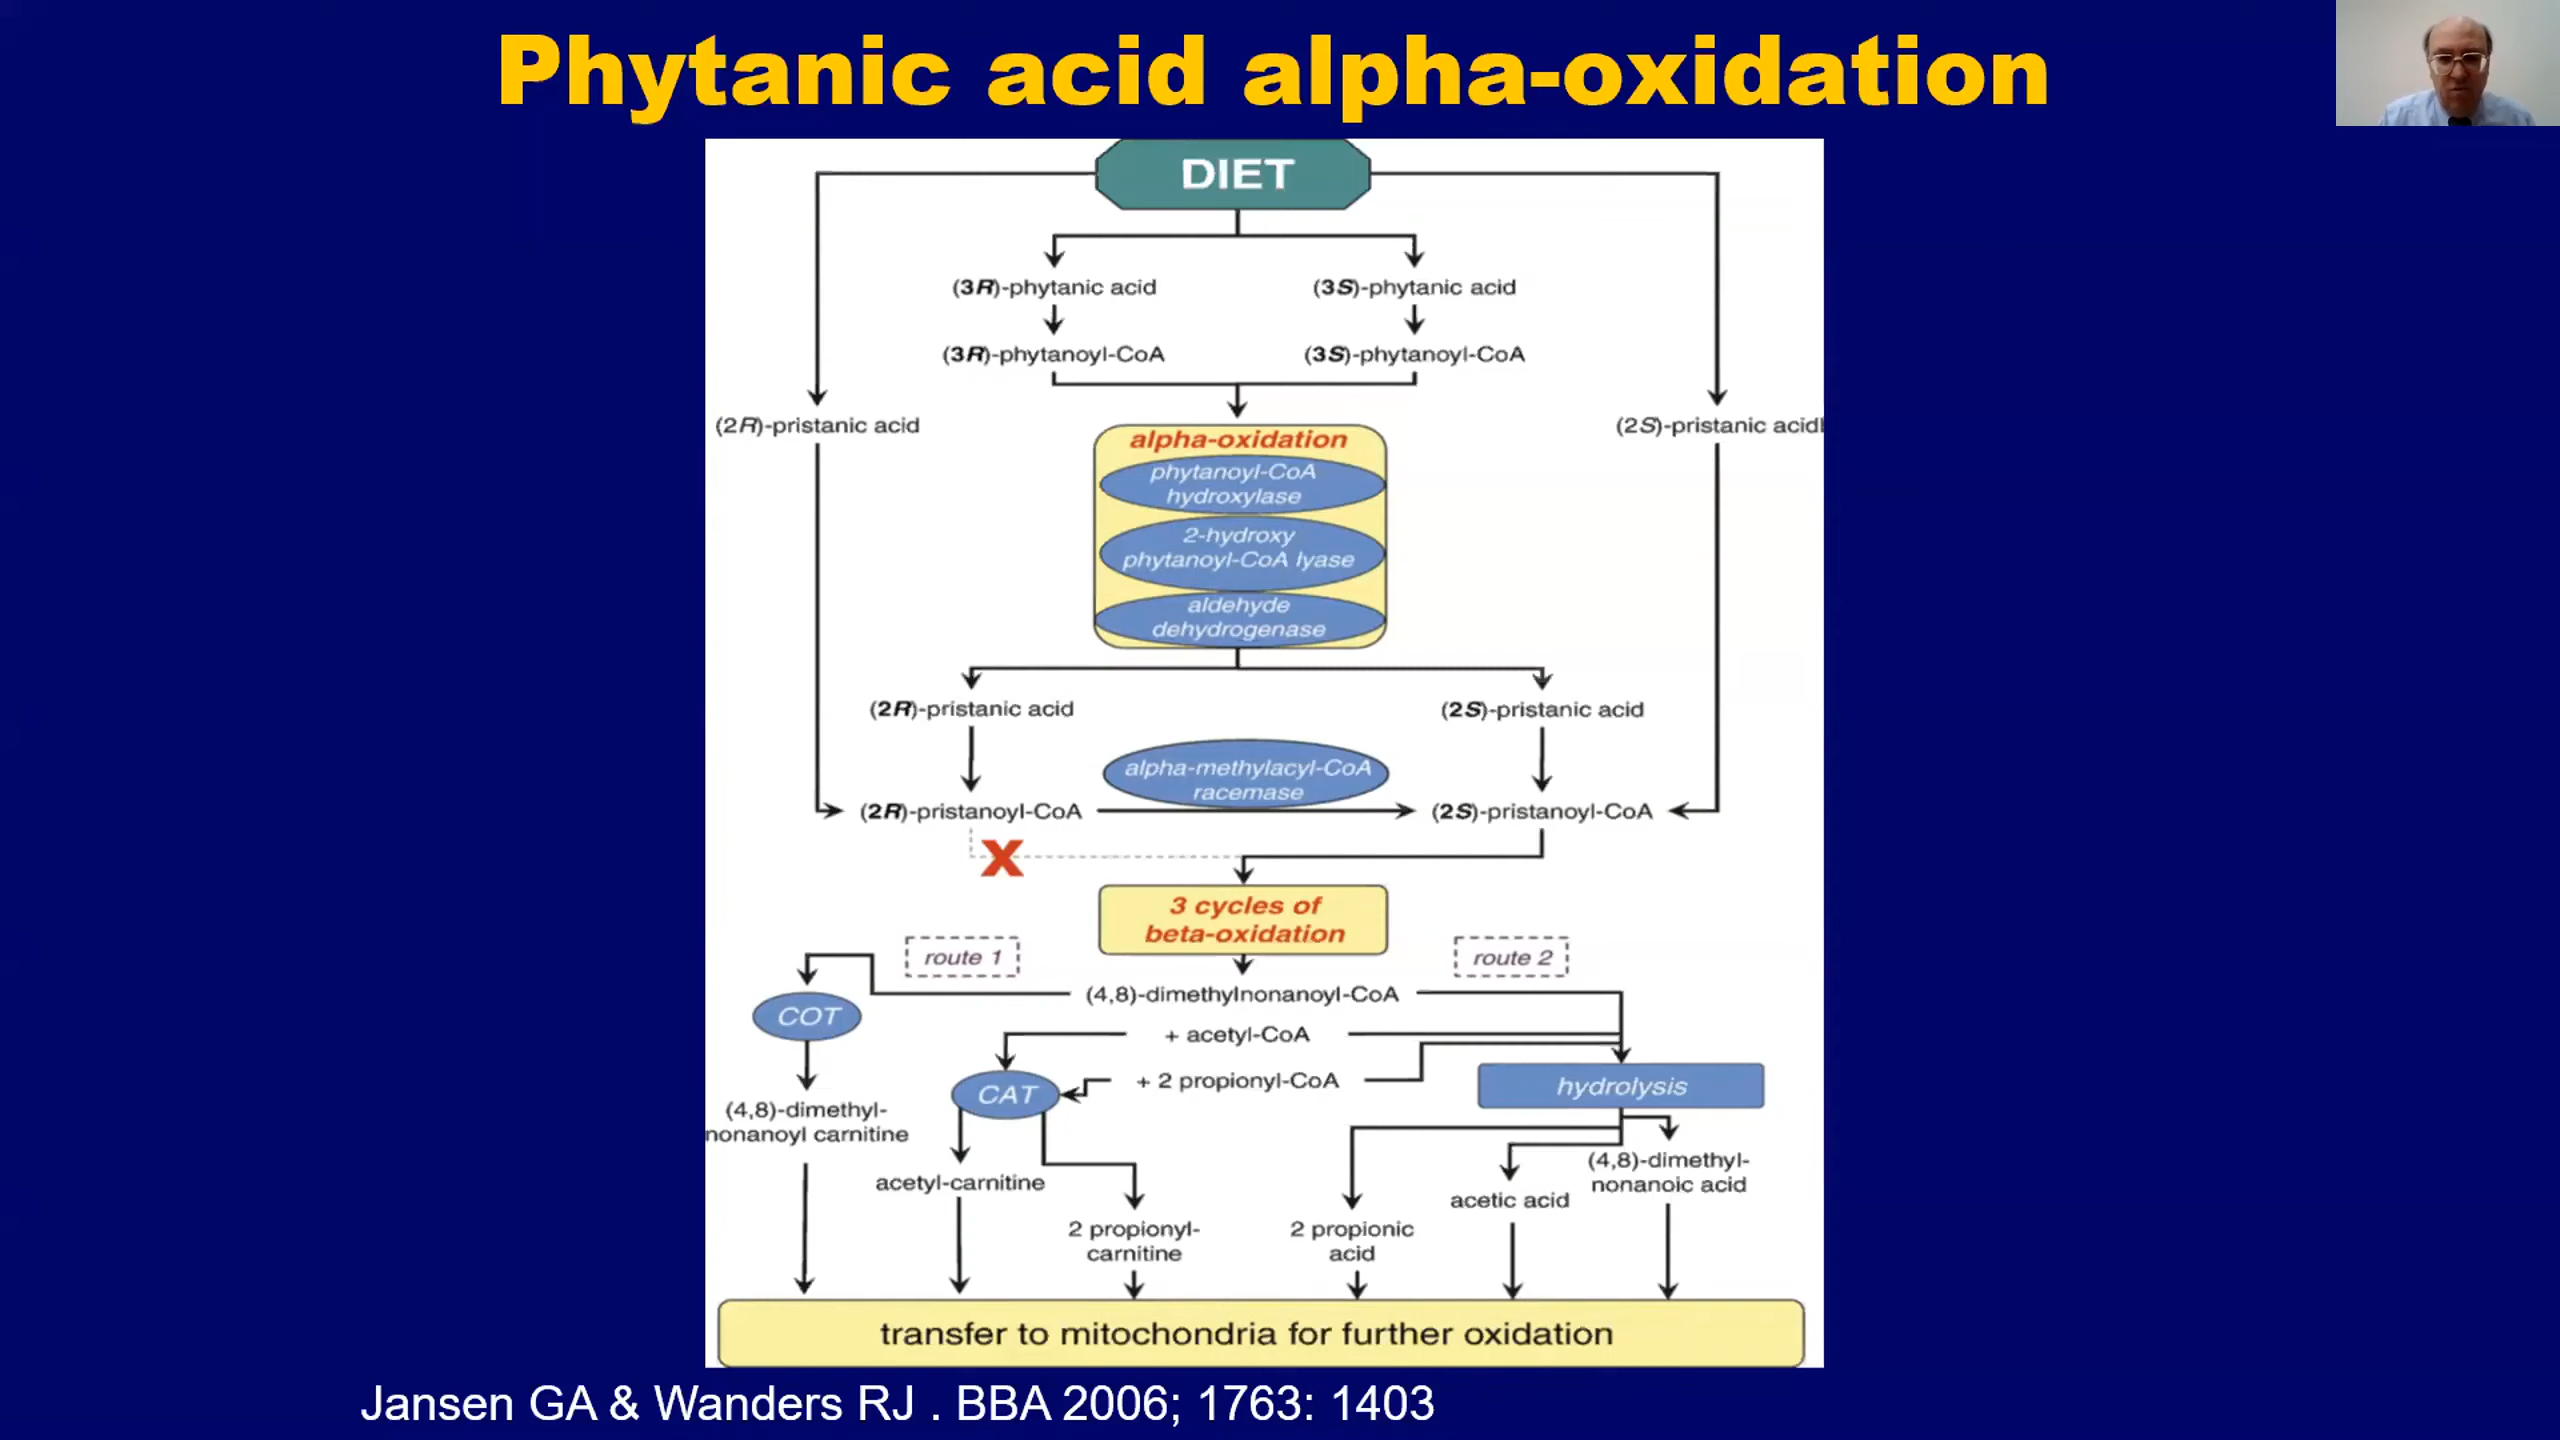 Phytanic acid alpha-oxidation
DIET
(3R)-phytanic acid
(3S)-phytanic acid
(3R)-phytanoyl-CoA
(3S)-phytanoyl-CoA
(2R)-pristanic acid
(2S)-pristanic acid
alpha-oxidation
phytanoyl-CoA
hydroxylase
2-hydroxy
phytanoyl-CoA lyase
aldehyde
dehydrogenase
(2R)-pristanic acid
(2S)-pristanic acid
alpha-methylacyl-CoA
racemase
(2R)-pristanoyl-CoA
(2S)-pristanoyl-CoA
X
3 cycles of
beta-oxidation
route 1
route 2
(4,8)-dimethylnonanoyl-CoA
COT
+ acetyl-CoA
+ 2 propionyl-CoA
CAT
hydrolysis
(4,8)-dimethyl-
nonanoyl carnitine
acetyl-carnitine
2 propionyl-
carnitine
2 propionic
acid
acetic acid
(4,8)-dimethyl-
nonanoic acid
transfer to mitochondria for further oxidation
Jansen GA & Wanders RJ . BBA 2006; 1763: 1403